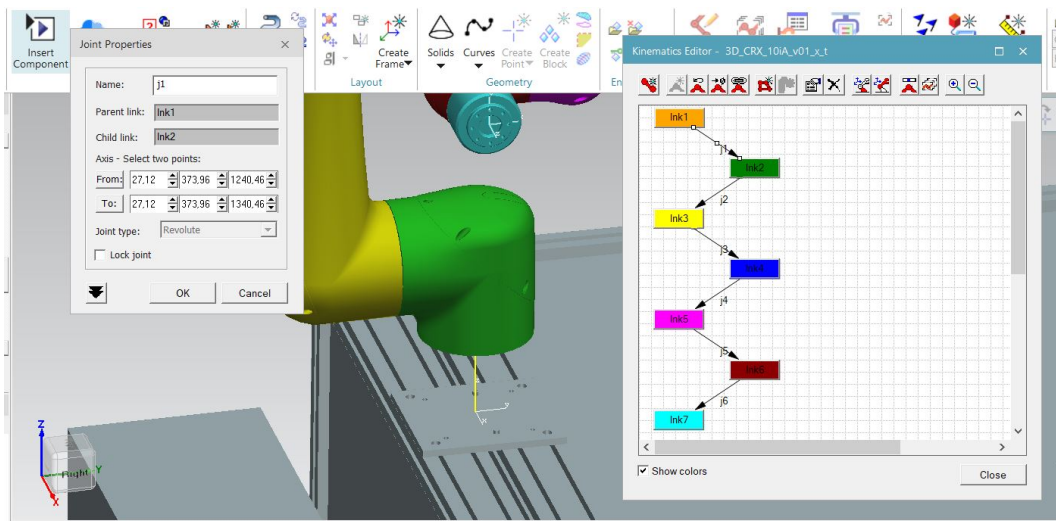 Insert
Component
Create
Frame
Layout
Solids
Curves
Create
Point
Create
Block
Geometry
Joint Properties
Name:
j1
Parent link:
lnk1
Child link:
lnk2
Axis - Select two points:
From:
27,12
373,96
1240,46
To:
27,12
373,96
1340,46
Joint type:
Revolute
Lock joint
OK
Cancel
Kinematics Editor - 3D_CRX_10iA_v01_x_t
lnk1
j1
lnk2
j2
lnk3
j3
lnk4
j4
lnk5
j5
lnk6
j6
lnk7
Show colors
Close
Z
Right
Y
X